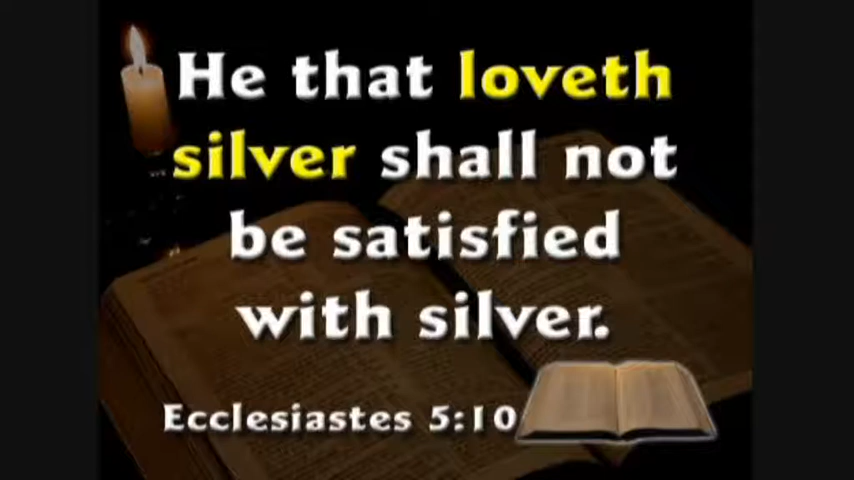 He that loveth
silver shall not
be satisfied
with silver.
Ecclesiastes 5:10